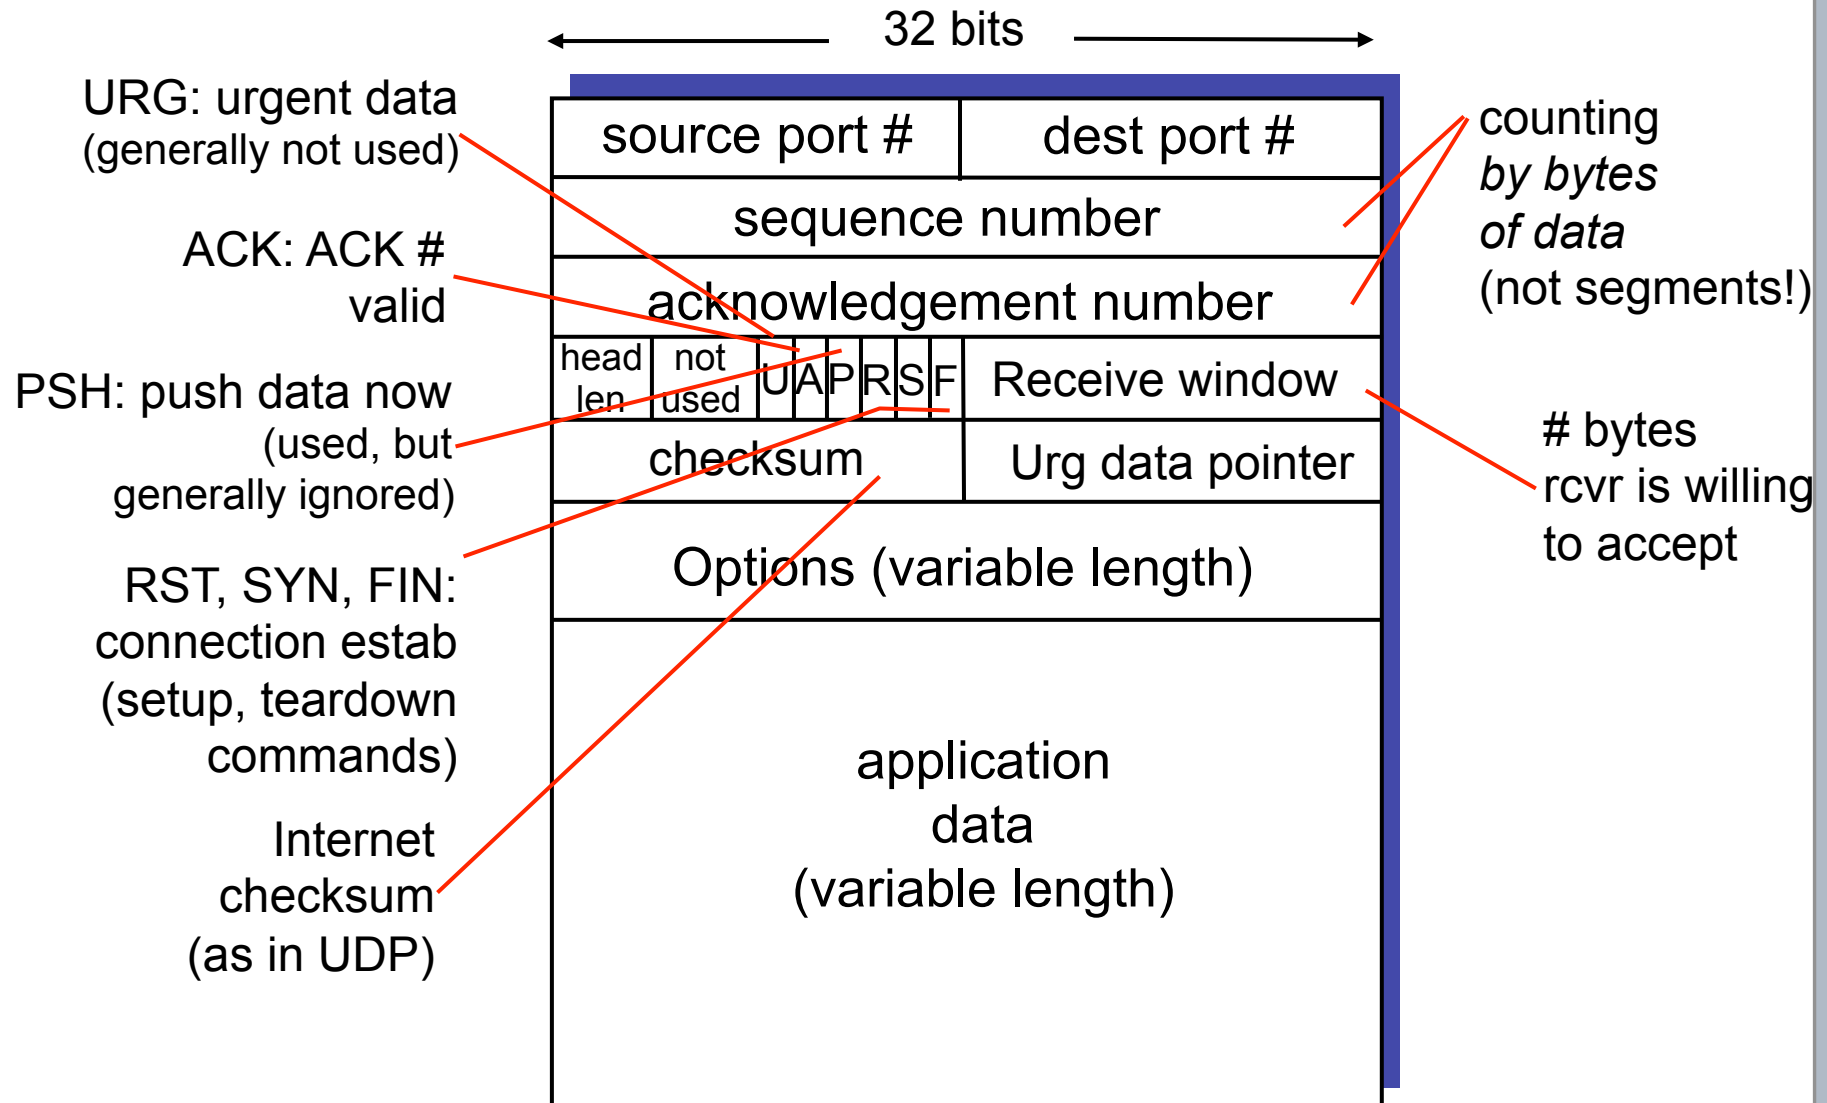 32 bits
URG: urgent data
(generally not used)
ACK: ACK #
valid
PSH: push data now
(used, but
generally ignored)
RST, SYN, FIN:
connection estab
(setup, teardown
commands)
Internet
checksum
(as in UDP)
source port #
dest port #
sequence number
acknowledgement number
head
len
not
used
U
A
P
R
S
F
Receive window
checksum
Urg data pointer
Options (variable length)
application
data
(variable length)
counting
by bytes
of data
(not segments!)
# bytes
rcvr is willing
to accept